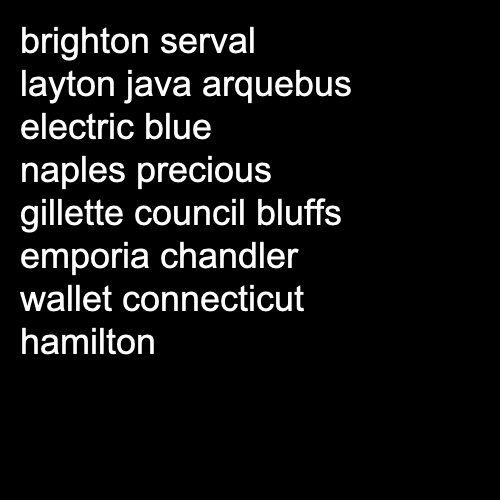 brighton serval
layton java arquebus
electric blue
naples precious
gillette council bluffs
emporia chandler
wallet connecticut
hamilton